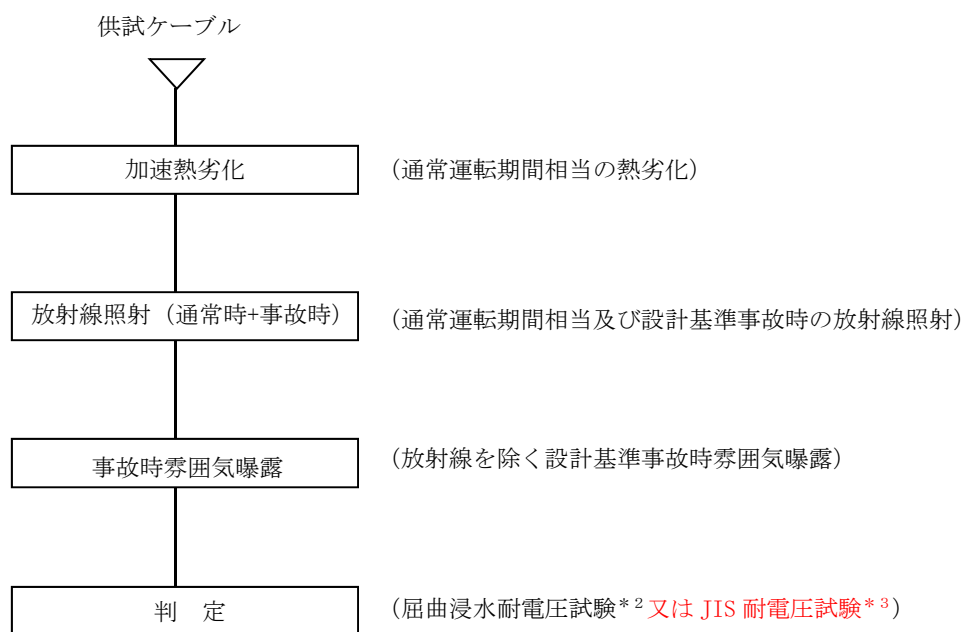 供試ケーブル
加速熱劣化 (通常運転期間相当の熱劣化)
放射線照射（通常時+事故時） (通常運転期間相当及び設計基準事故時の放射線照射)
事故時雰囲気曝露 (放射線を除く設計基準事故時雰囲気曝露)
判　定 (屈曲浸水耐電圧試験＊２又は JIS 耐電圧試験＊３)